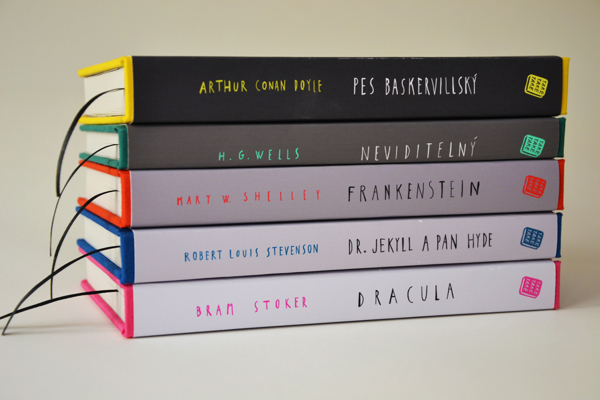 ARTHUR CONAN DOYLE PES BASKERVILLSKÝ
H. G. WELLS NEVIDITELNÝ
MARY W. SHELLEY FRANKENSTEIN
ROBERT LOUIS STEVENSON DR. JEKYLL A PAN HYDE
BRAM STOKER DRACULA